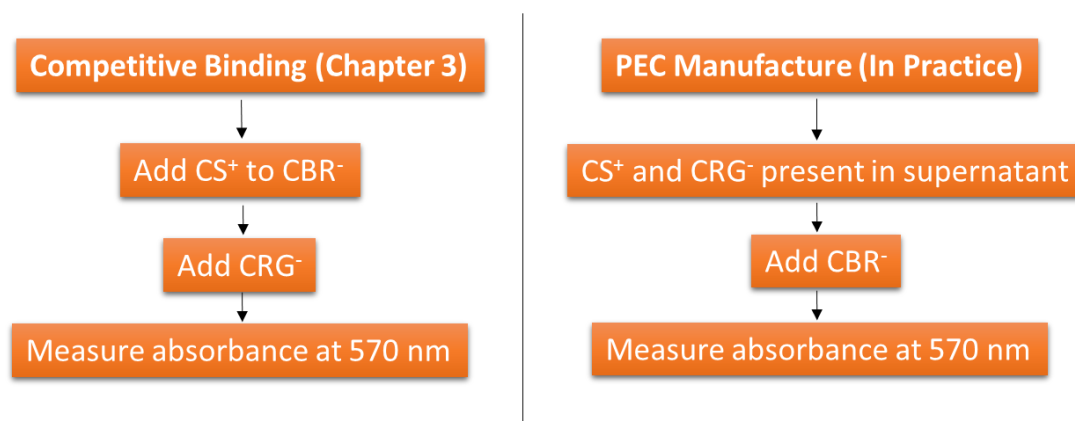 Competitive Binding (Chapter 3)
Add CS⁺ to CBR⁻
Add CRG⁻
Measure absorbance at 570 nm
PEC Manufacture (In Practice)
CS⁺ and CRG⁻ present in supernatant
Add CBR⁻
Measure absorbance at 570 nm